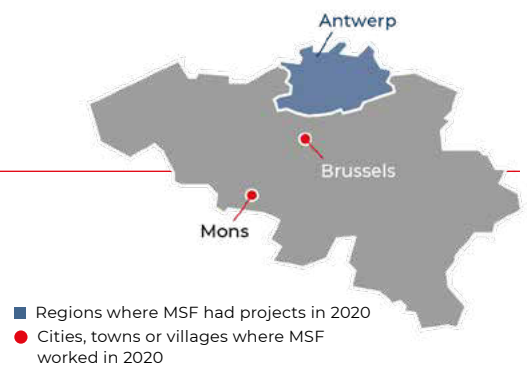 Antwerp
Brussels
Mons
Regions where MSF had projects in 2020
Cities, towns or villages where MSF
worked in 2020